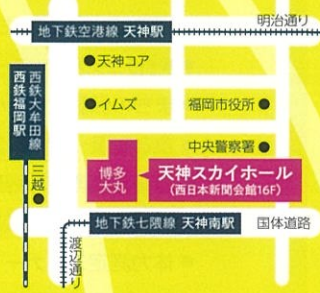 明治通り
地下鉄空港線 天神駅
●天神コア
西鉄大牟田線
西鉄福岡駅
●イムズ
福岡市役所●
中央警察署●
三越●
博多
大丸
天神スカイホール
(西日本新聞会館16F)
地下鉄七隈線 天神南駅
国体道路
渡辺通り